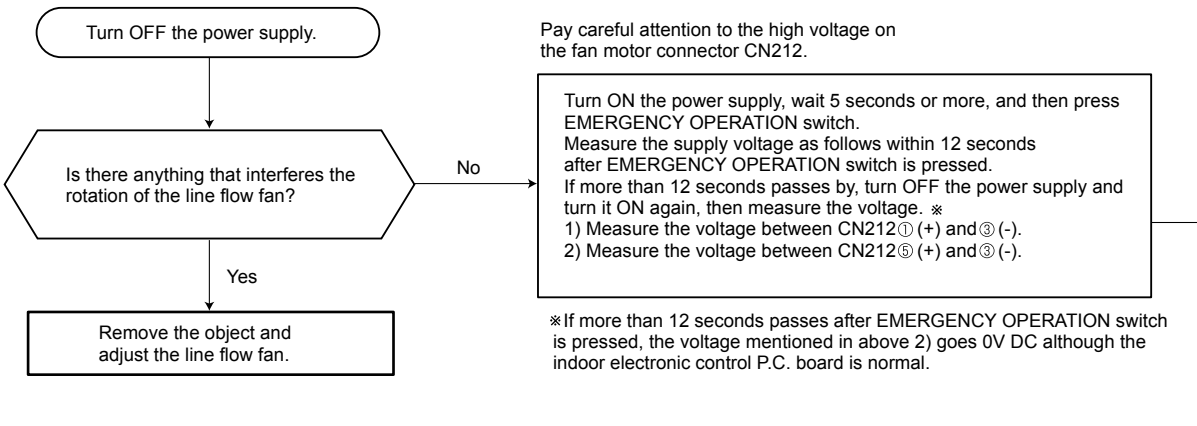 Turn OFF the power supply.
Is there anything that interferes the
rotation of the line flow fan?
No
Yes
Remove the object and
adjust the line flow fan.
Pay careful attention to the high voltage on
the fan motor connector CN212.
Turn ON the power supply, wait 5 seconds or more, and then press
EMERGENCY OPERATION switch.
Measure the supply voltage as follows within 12 seconds
after EMERGENCY OPERATION switch is pressed.
If more than 12 seconds passes by, turn OFF the power supply and
turn it ON again, then measure the voltage. ※
1) Measure the voltage between CN212① (+) and③ (-).
2) Measure the voltage between CN212⑤ (+) and③ (-).
※If more than 12 seconds passes after EMERGENCY OPERATION switch
is pressed, the voltage mentioned in above 2) goes 0V DC although the
indoor electronic control P.C. board is normal.